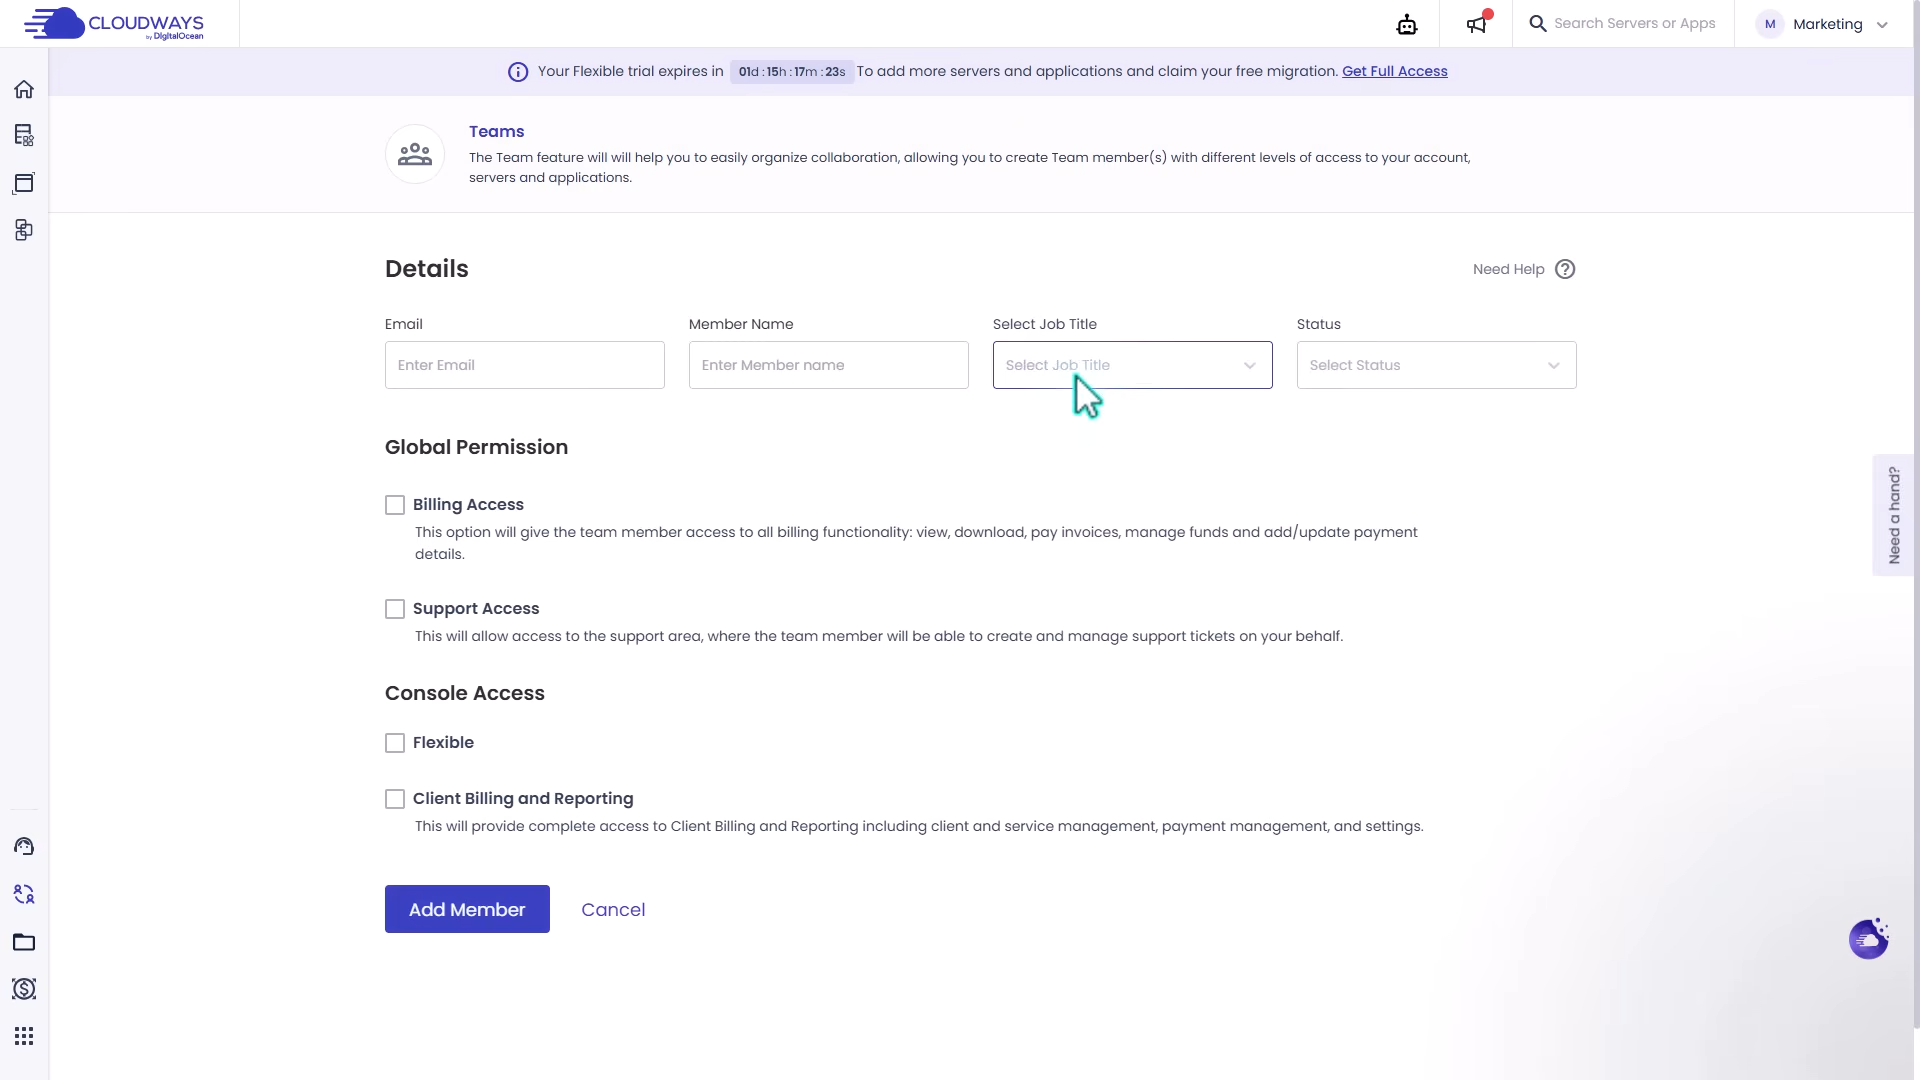 CLOUDWAYS
by DigitalOcean
Search Servers or Apps
M Marketing
Your Flexible trial expires in 01d : 15h : 17m : 23s To add more servers and applications and claim your free migration. Get Full Access
Teams
The Team feature will will help you to easily organize collaboration, allowing you to create Team member(s) with different levels of access to your account,
servers and applications.
Details
Need Help
Email
Member Name
Select Job Title
Status
Enter Email
Enter Member name
Select Job Title
Select Status
Global Permission
Billing Access
This option will give the team member access to all billing functionality: view, download, pay invoices, manage funds and add/update payment
details.
Support Access
This will allow access to the support area, where the team member will be able to create and manage support tickets on your behalf.
Console Access
Flexible
Client Billing and Reporting
This will provide complete access to Client Billing and Reporting including client and service management, payment management, and settings.
Add Member
Cancel
Need a hand?